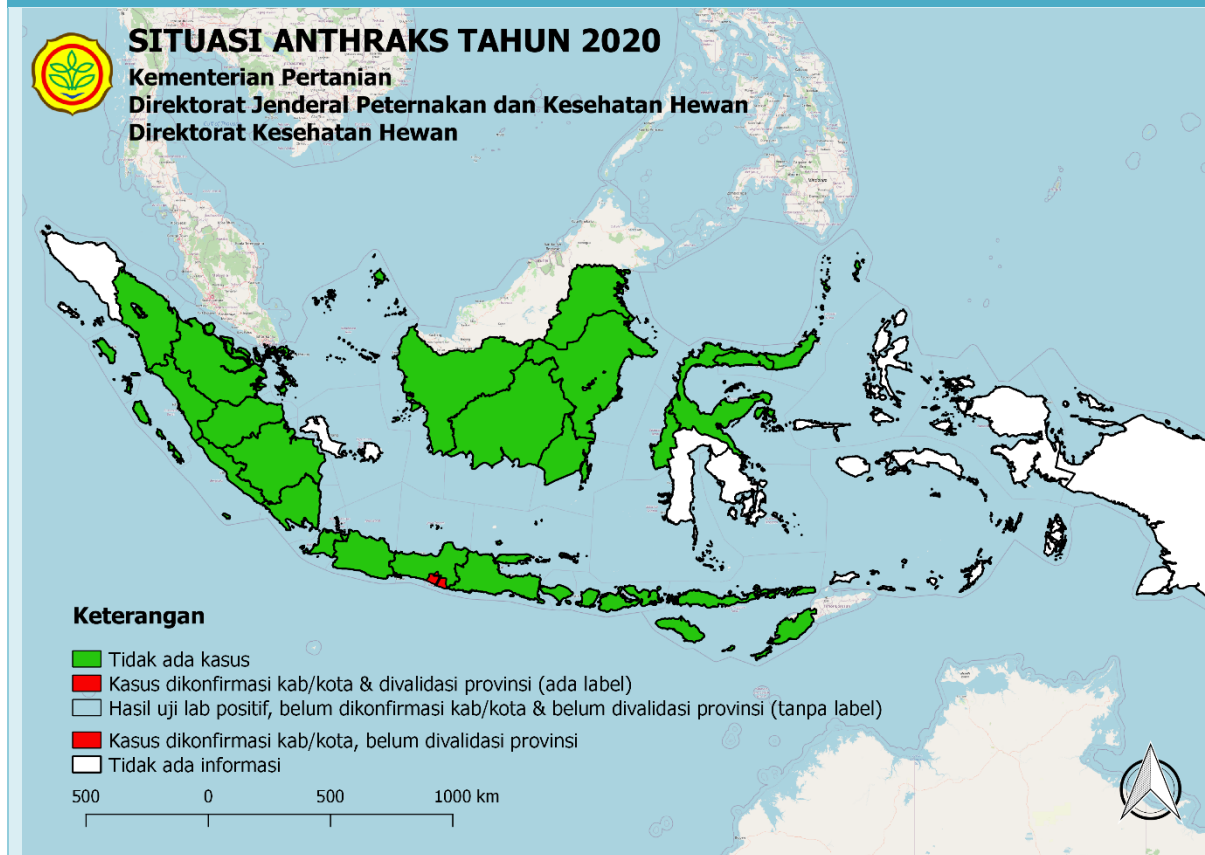 SITUASI ANTHRAKS TAHUN 2020
Kementerian Pertanian
Direktorat Jenderal Peternakan dan Kesehatan Hewan
Direktorat Kesehatan Hewan
Keterangan
Tidak ada kasus
Kasus dikonfirmasi kab/kota & divalidasi provinsi (ada label)
Hasil uji lab positif, belum dikonfirmasi kab/kota & belum divalidasi provinsi (tanpa label)
Kasus dikonfirmasi kab/kota, belum divalidasi provinsi
Tidak ada informasi
500 0 500 1000 km